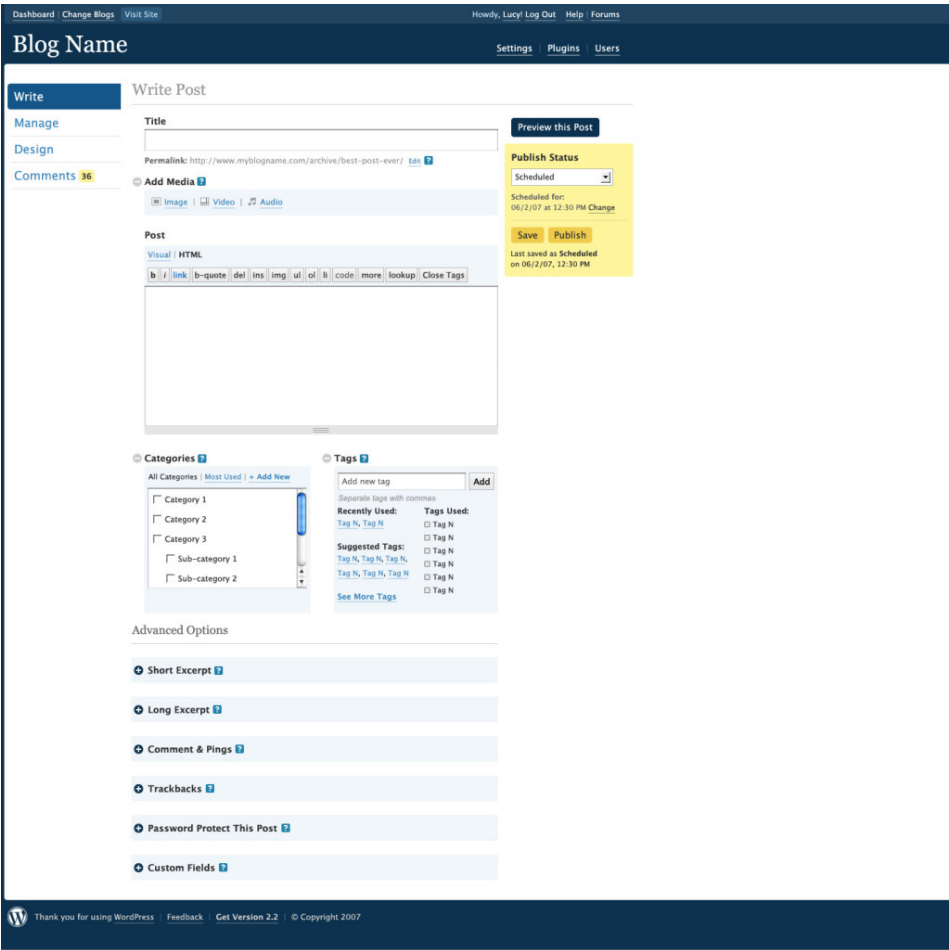 Dashboard | Change Blogs Visit Site
Howdy, Lucy! Log Out Help | Forums
Blog Name
Settings | Plugins | Users
Write
Manage
Design
Comments 36
Write Post
Title
Permalink: http://www.myblogname.com/archive/best-post-ever/ Edit ?
Add Media ?
Image | Video | Audio
Post
Visual | HTML
b i link b-quote del ins img ul ol li code more lookup Close Tags
Preview this Post
Publish Status
Scheduled
Scheduled for:
06/2/07 at 12:30 PM Change
Save Publish
Last saved as Scheduled
on 06/2/07, 12:30 PM
Categories ?
All Categories | Most Used | + Add New
Category 1
Category 2
Category 3
Sub-category 1
Sub-category 2
Tags ?
Add new tag Add
Separate tags with commas
Recently Used:
Tag N, Tag N
Suggested Tags:
Tag N, Tag N, Tag N,
Tag N, Tag N, Tag N
See More Tags
Tags Used:
Tag N
Tag N
Tag N
Tag N
Tag N
Tag N
Advanced Options
Short Excerpt ?
Long Excerpt ?
Comment & Pings ?
Trackbacks ?
Password Protect This Post ?
Custom Fields ?
Thank you for using WordPress | Feedback | Get Version 2.2 | © Copyright 2007